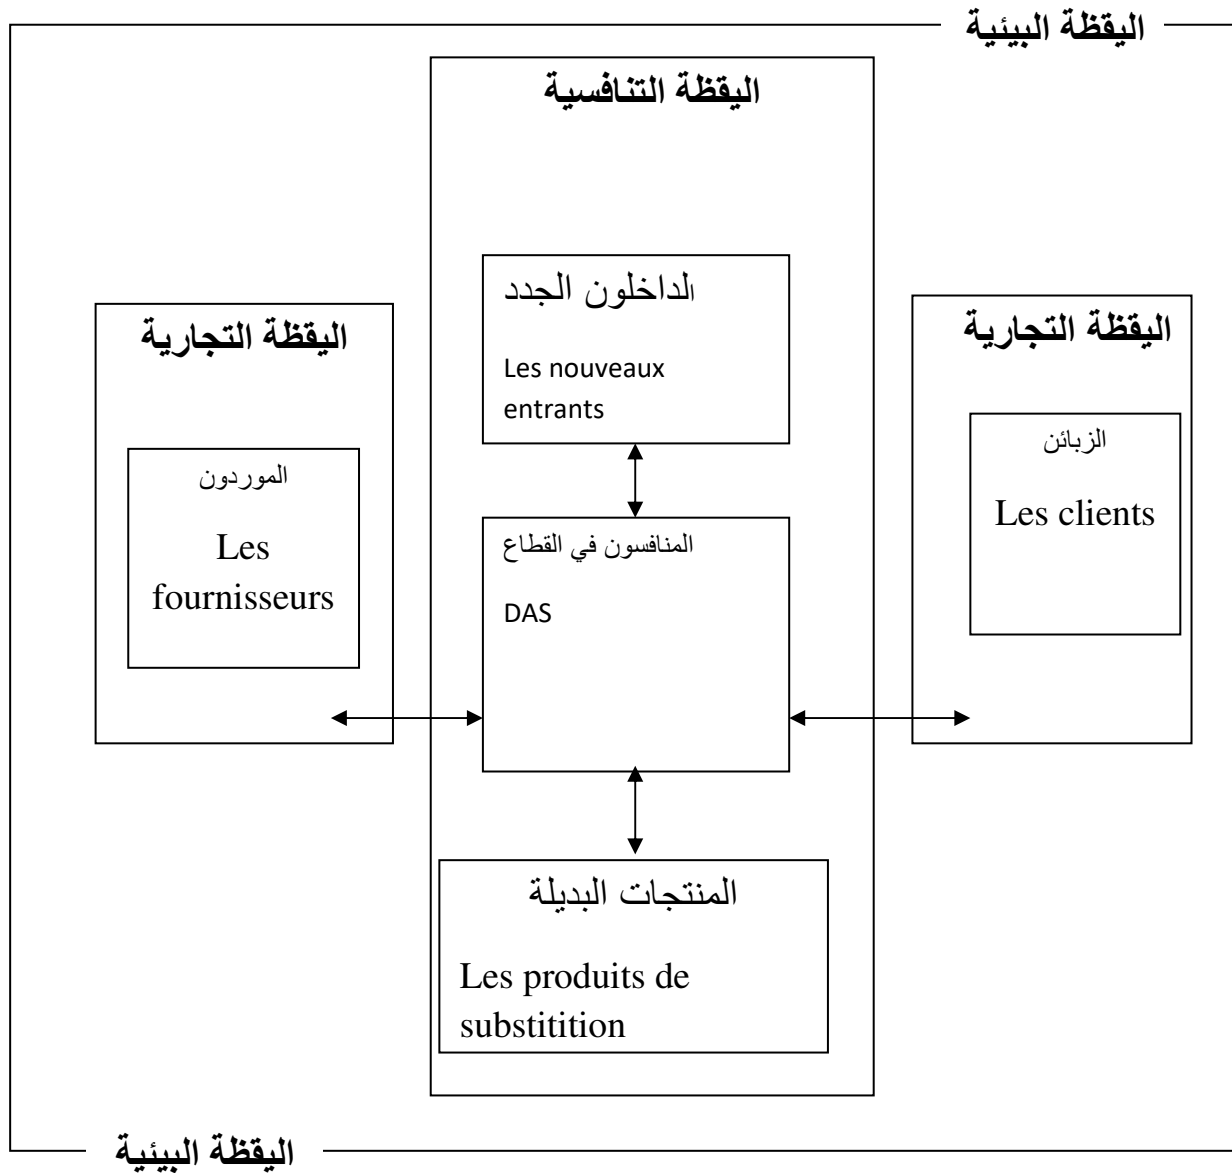 اليقظة البيئية
اليقظة التنافسية
الداخلون الجدد
Les nouveaux
entrants
اليقظة التجارية
الزبائن
Les clients
اليقظة التجارية
الموردون
Les
fournisseurs
المنافسون في القطاع
DAS
المنتجات البديلة
Les produits de
substitition
اليقظة البيئية